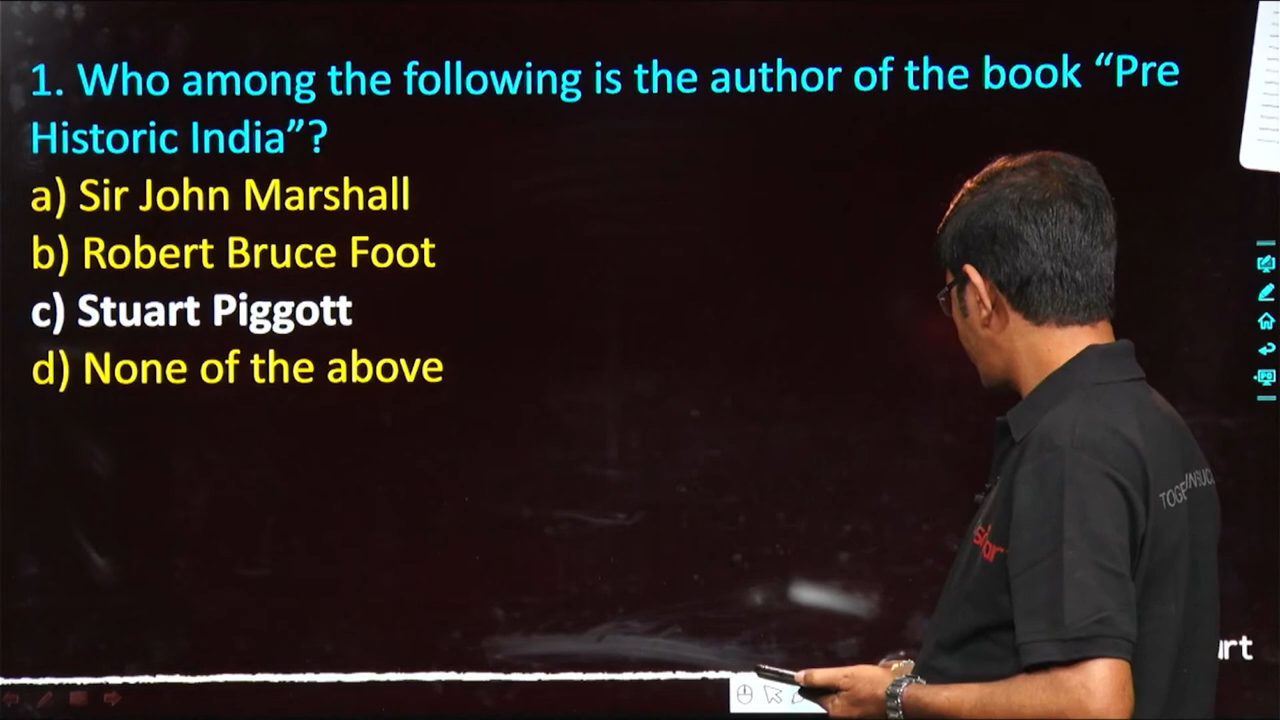 1. Who among the following is the author of the book “Pre
Historic India”?
a) Sir John Marshall
b) Robert Bruce Foot
c) Stuart Piggott
d) None of the above